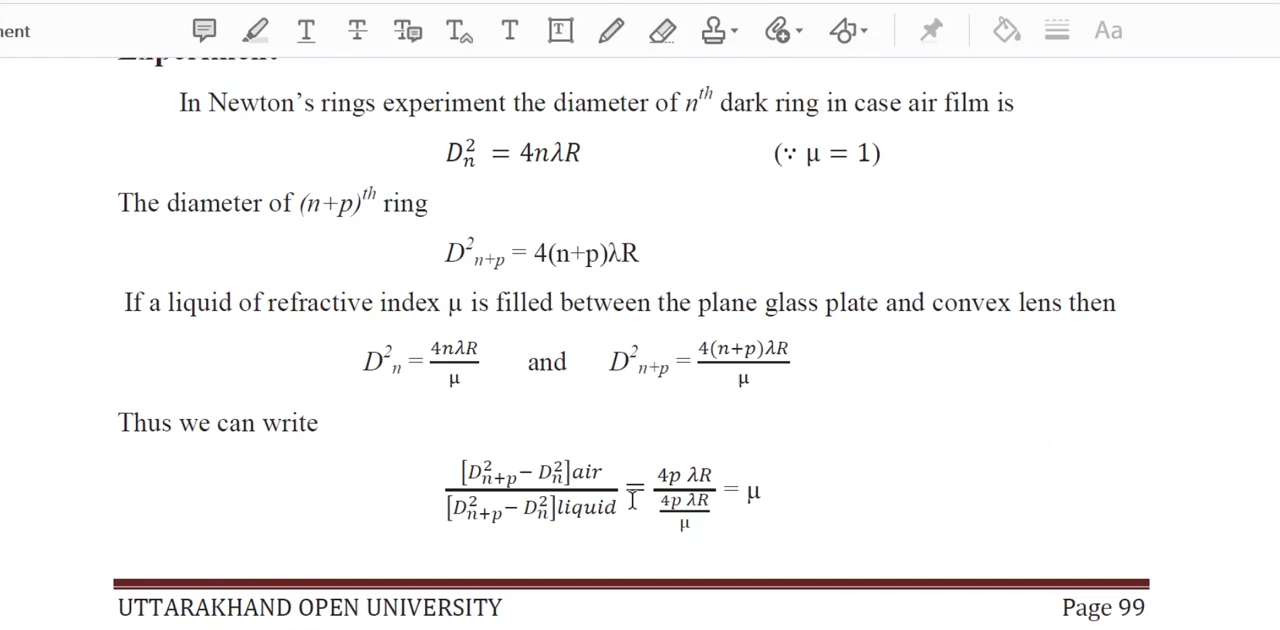 ent
T T T T T T Aa
Experiment
In Newton's rings experiment the diameter of nth dark ring in case air film is
D²n = 4nλR (∵ μ = 1)
The diameter of (n+p)th ring
D²n+p = 4(n+p)λR
If a liquid of refractive index μ is filled between the plane glass plate and convex lens then
D²n = 4nλR/μ and D²n+p = 4(n+p)λR/μ
Thus we can write
[D²n+p − D²n]air / [D²n+p − D²n]liquid = 4p λR / (4p λR/μ) = μ
UTTARAKHAND OPEN UNIVERSITY Page 99